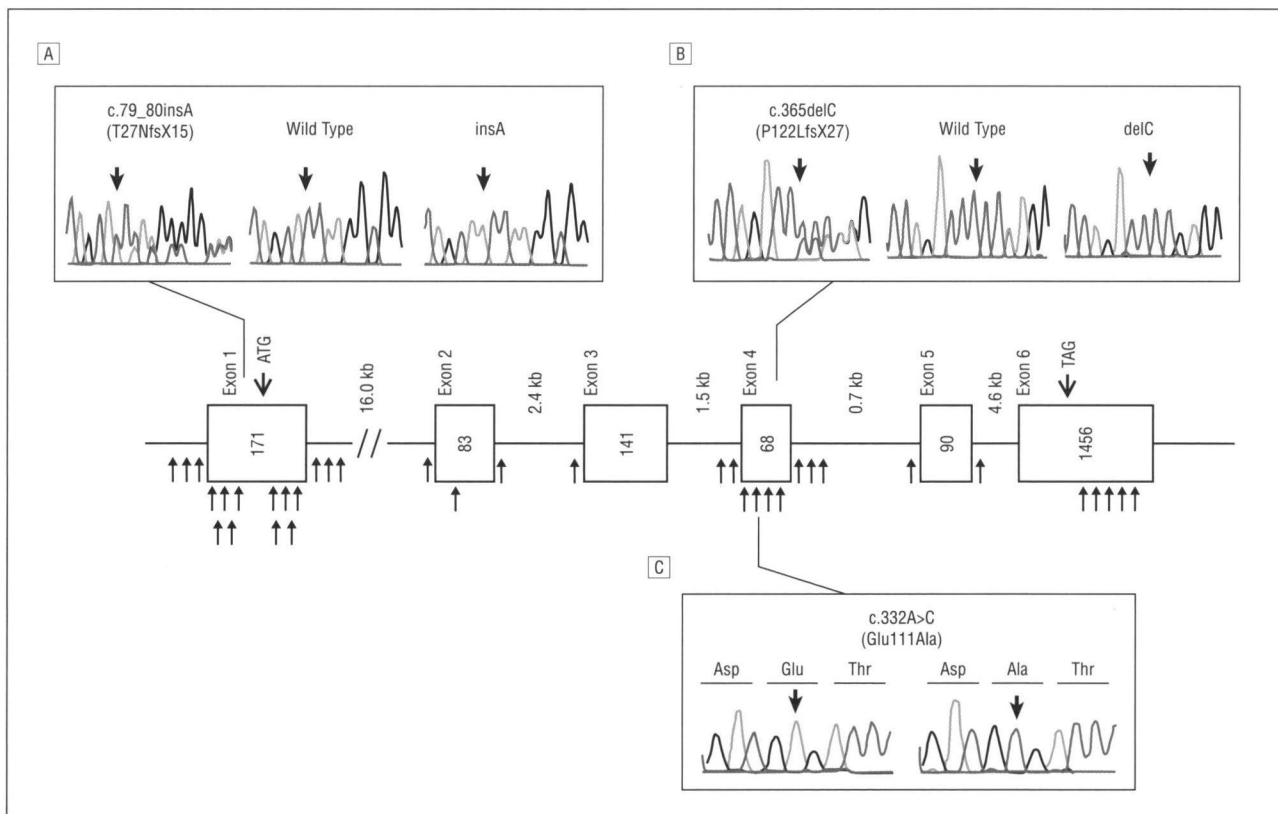 A
c.79_80insA
(T27NfsX15)
Wild Type
insA
B
c.365delC
(P122LfsX27)
Wild Type
delC
Exon 1
ATG
16.0 kb
Exon 2
2.4 kb
Exon 3
1.5 kb
Exon 4
0.7 kb
Exon 5
4.6 kb
Exon 6
TAG
171
83
141
68
90
1456
C
c.332A>C
(Glu111Ala)
Asp Glu Thr Asp Ala Thr